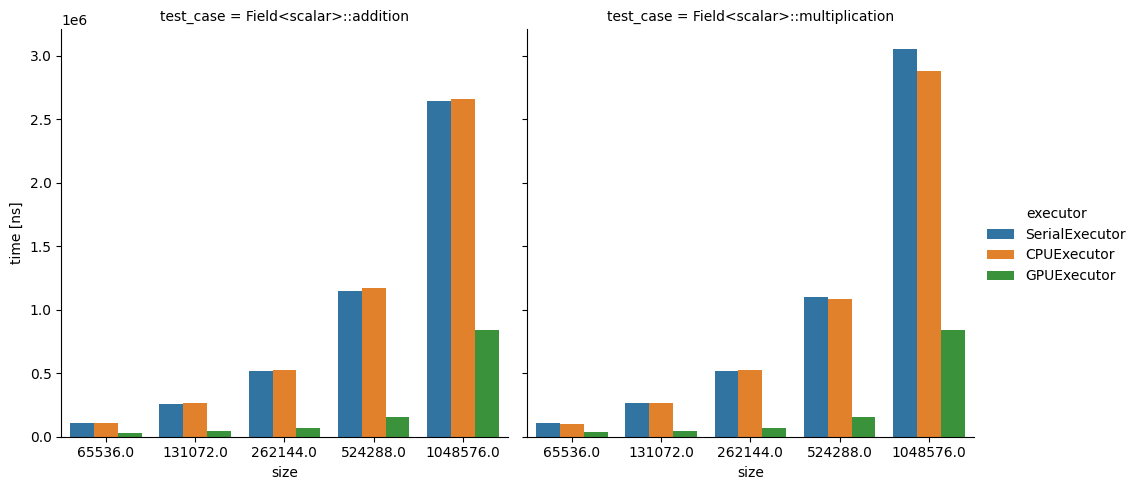 test_case = Field<scalar>::addition
test_case = Field<scalar>::multiplication
1e6
3.0
2.5
2.0
1.5
1.0
0.5
0.0
time [ns]
65536.0 131072.0 262144.0 524288.0 1048576.0
size
65536.0 131072.0 262144.0 524288.0 1048576.0
size
executor
SerialExecutor
CPUExecutor
GPUExecutor